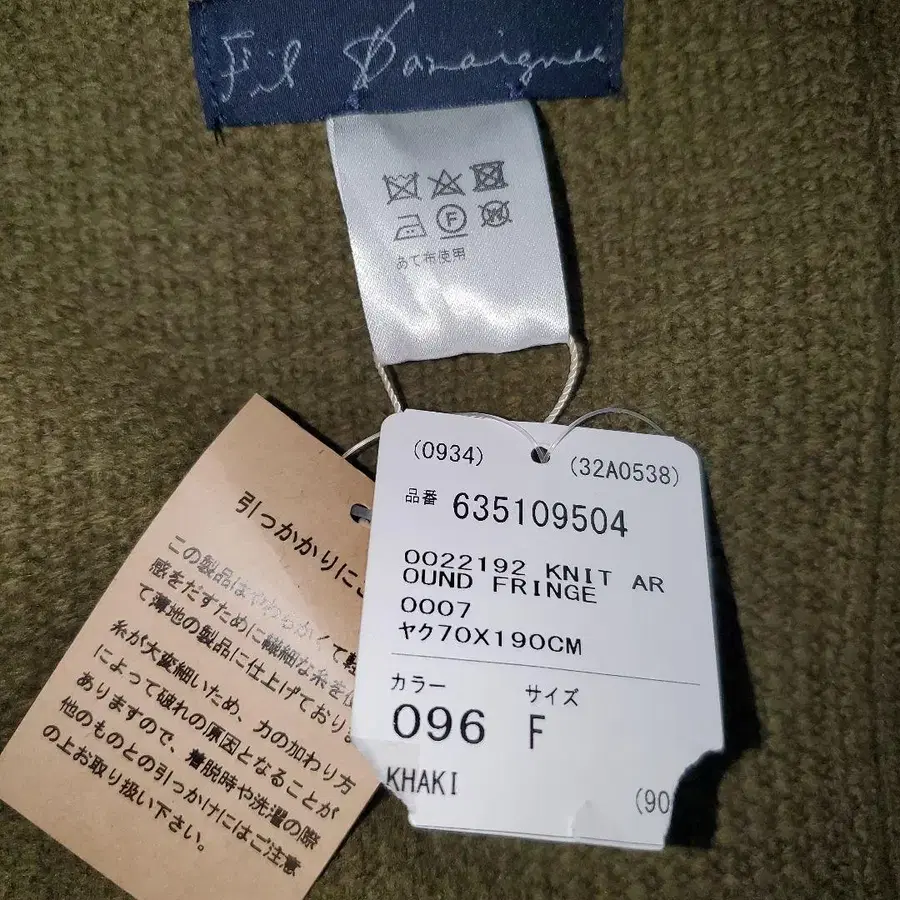 Fil D'araignee
F
W
あて布使用
(0934)
(32A0538)
品番 635109504
0022192 KNIT AR
OUND FRINGE
0007
ヤク70X190CM
カラー サイズ
096 F
KHAKI
(90
引っかかりにご
この製品はやわらかくて軽
感をだすために繊細な糸を使
て薄地の製品に仕上げておりま
糸が大変細いため、力の加わり方
によって破れの原因となることが
ありますので、着脱時や洗濯の際
他のものとの引っかけにはご注意
の上お取り扱い下さい。